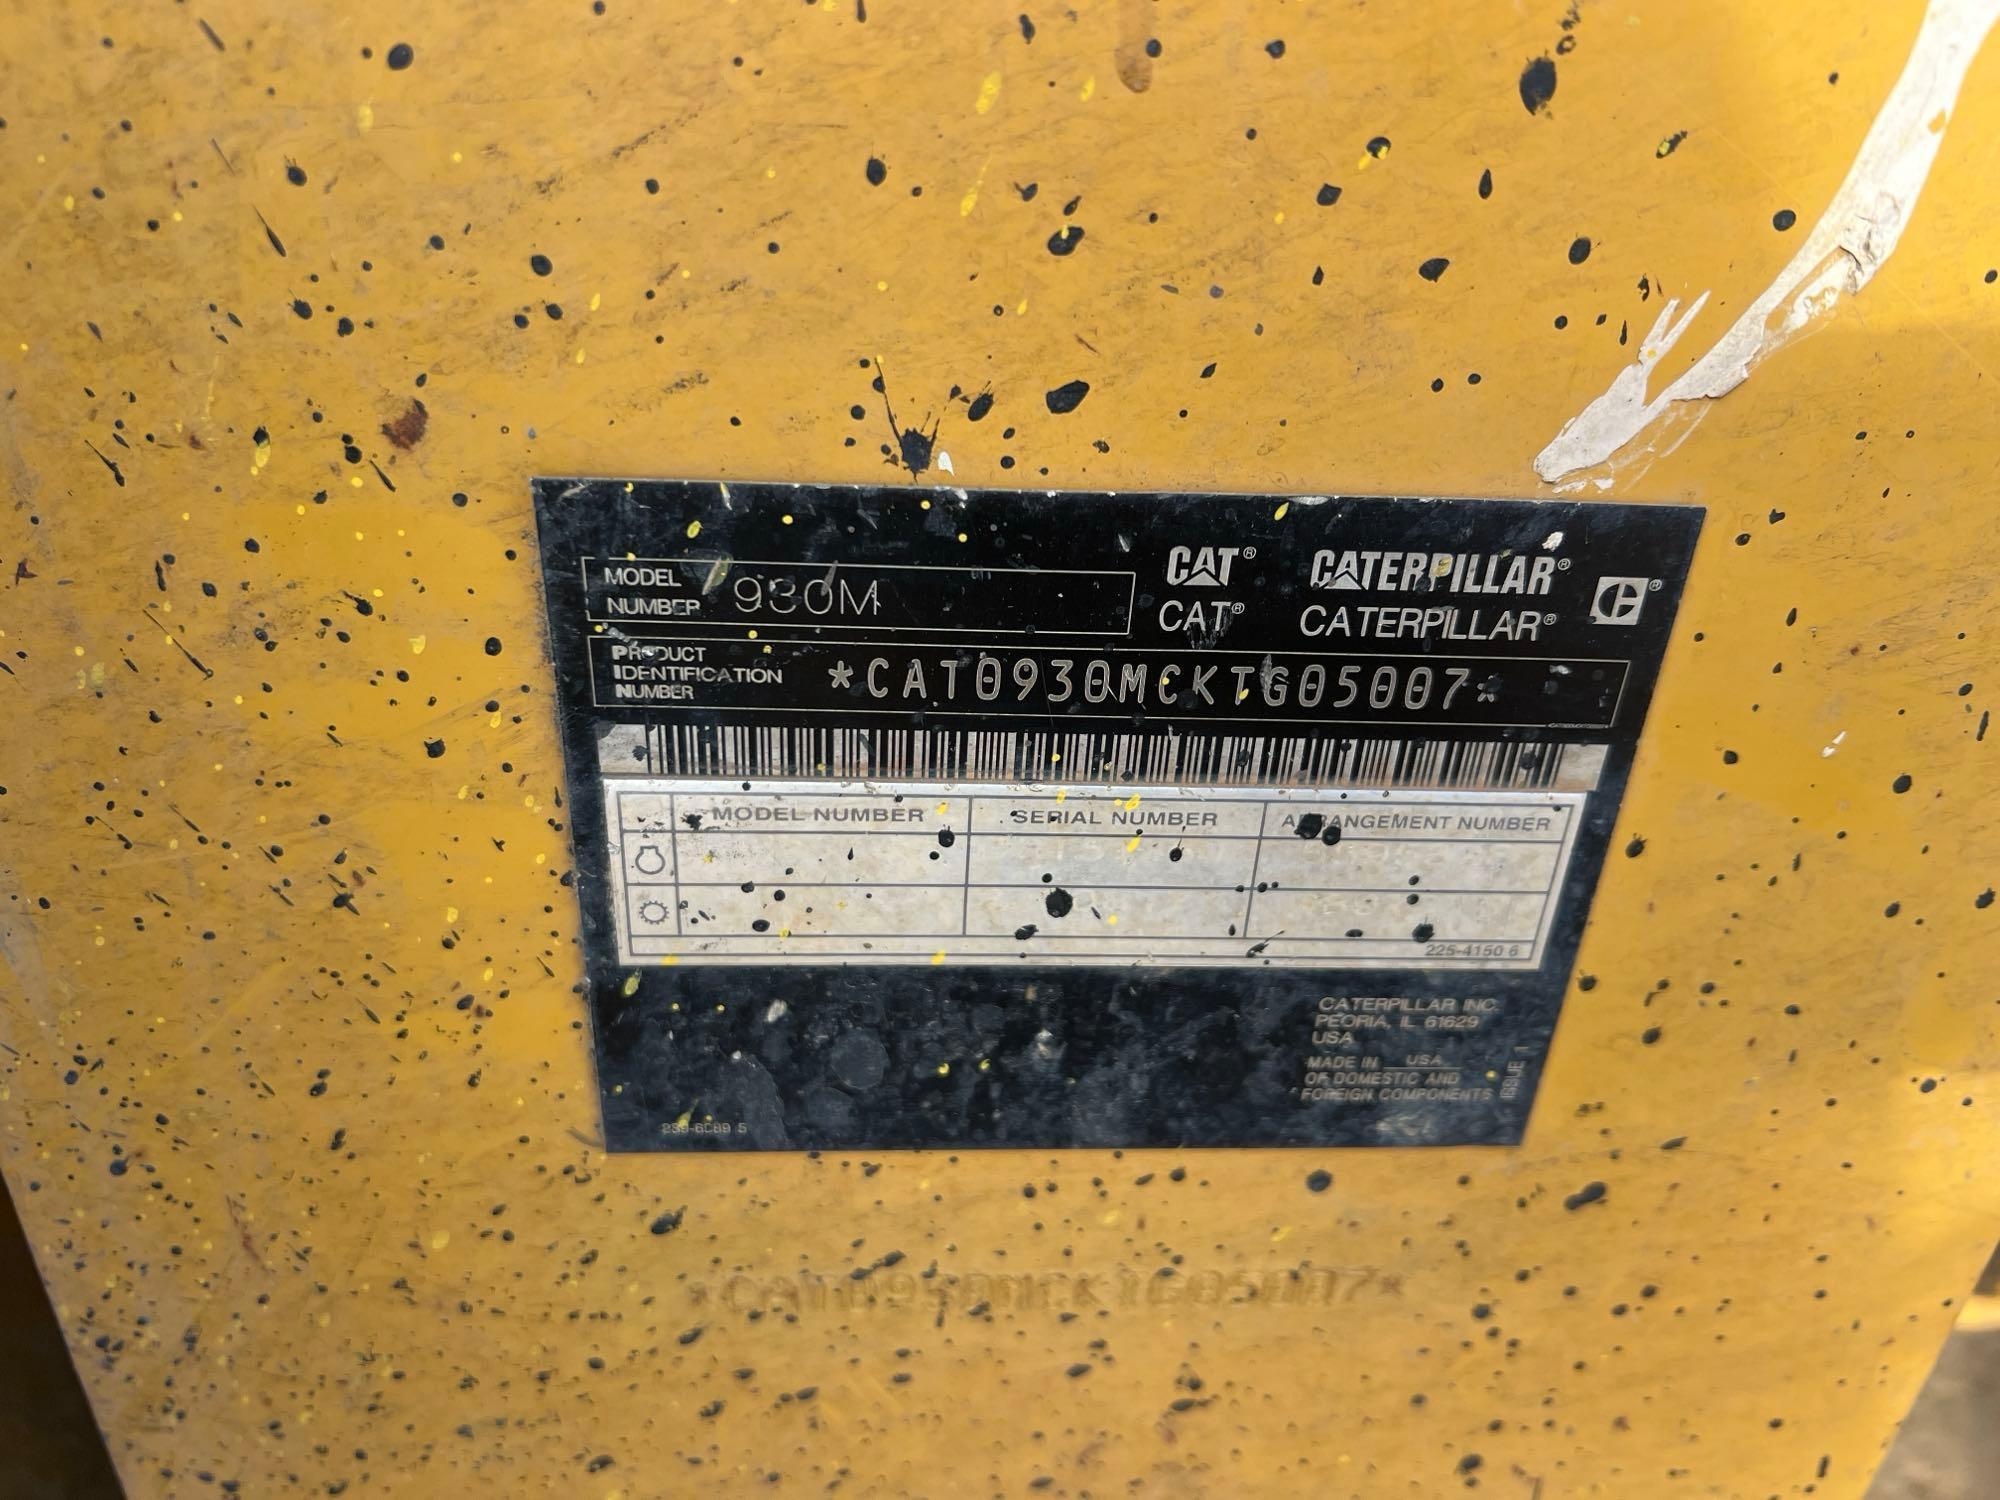 MODEL NUMBER 930M
CAT® CATERPILLAR®
CAT® CATERPILLAR®
PRODUCT IDENTIFICATION NUMBER
*CAT0930MCKTG05007*
MODEL NUMBER SERIAL NUMBER ARRANGEMENT NUMBER
225-4150 6
CATERPILLAR INC.
PEORIA, IL 61629
USA
MADE IN USA
OF DOMESTIC AND
FOREIGN COMPONENTS
ISSUE 1
*CAT0930MCKTG05007*